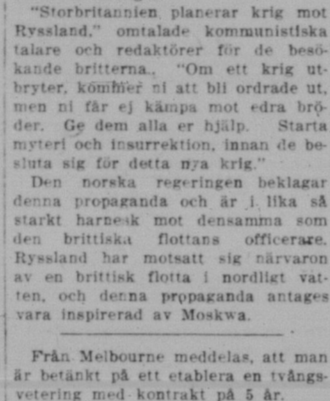 "Storbritannien planerar krig mot
Ryssland," omtalade kommunistiska
talare och redaktörer för de besö-
kande britterna.. "Om ett krig ut-
bryter, kommer ni att bli ordrade ut,
men ni får ej kämpa mot edra brö-
der. Ge dem alla er hjälp. Starta
myteri och insurrektion, innan de be-
sluta sig för detta nya krig."
Den norska regeringen beklagar
denna propaganda och är i lika så
starkt harnesk mot densamma som
den brittiska flottans officerare.
Ryssland har motsatt sig närvaron
av en brittisk flotta i nordligt vat-
ten, och denna propaganda antages
vara inspirerad av Moskwa.
Från Melbourne meddelas, att man
är betänkt på ett etablera en tvångs-
vetering med kontrakt på 5 år.